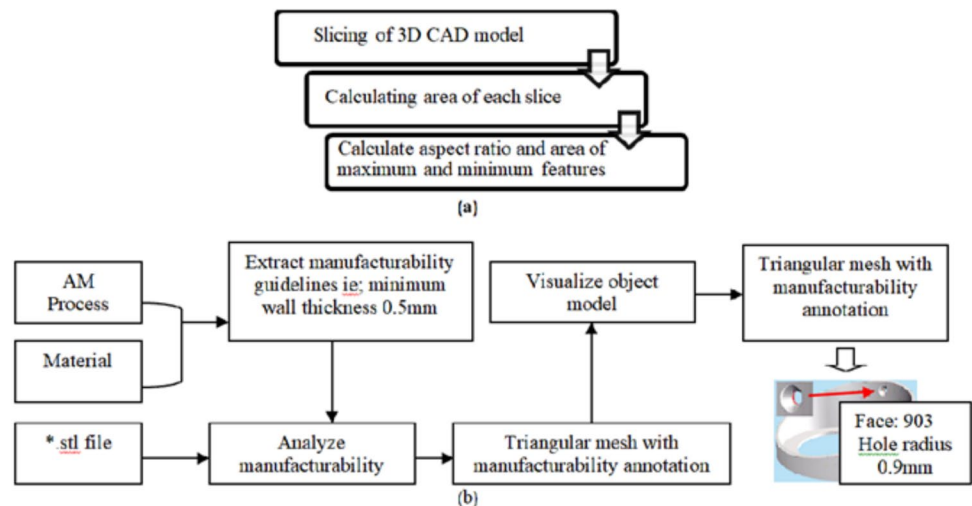 Slicing of 3D CAD model
Calculating area of each slice
Calculate aspect ratio and area of
maximum and minimum features
(a)
AM
Process
Material
*.stl file
Extract manufacturability
guidelines ie; minimum
wall thickness 0.5mm
Analyze
manufacturability
Visualize object
model
Triangular mesh with
manufacturability annotation
Triangular mesh with
manufacturability
annotation
Face: 903
Hole radius
0.9mm
(b)